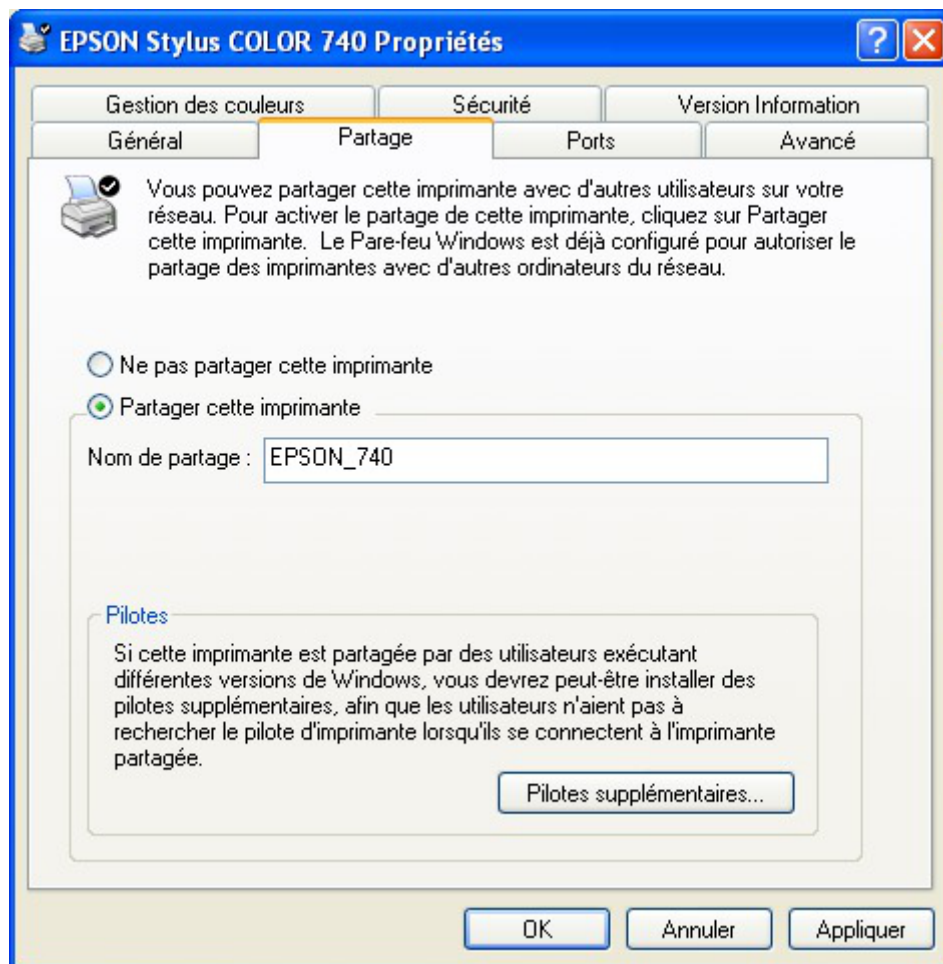 EPSON Stylus COLOR 740 Propriétés
Gestion des couleurs Sécurité Version Information
Général Partage Ports Avancé
Vous pouvez partager cette imprimante avec d'autres utilisateurs sur votre
réseau. Pour activer le partage de cette imprimante, cliquez sur Partager
cette imprimante. Le Pare-feu Windows est déjà configuré pour autoriser le
partage des imprimantes avec d'autres ordinateurs du réseau.
Ne pas partager cette imprimante
Partager cette imprimante
Nom de partage : EPSON_740
Pilotes
Si cette imprimante est partagée par des utilisateurs exécutant
différentes versions de Windows, vous devrez peut-être installer des
pilotes supplémentaires, afin que les utilisateurs n'aient pas à
rechercher le pilote d'imprimante lorsqu'ils se connectent à l'imprimante
partagée.
Pilotes supplémentaires...
OK Annuler Appliquer